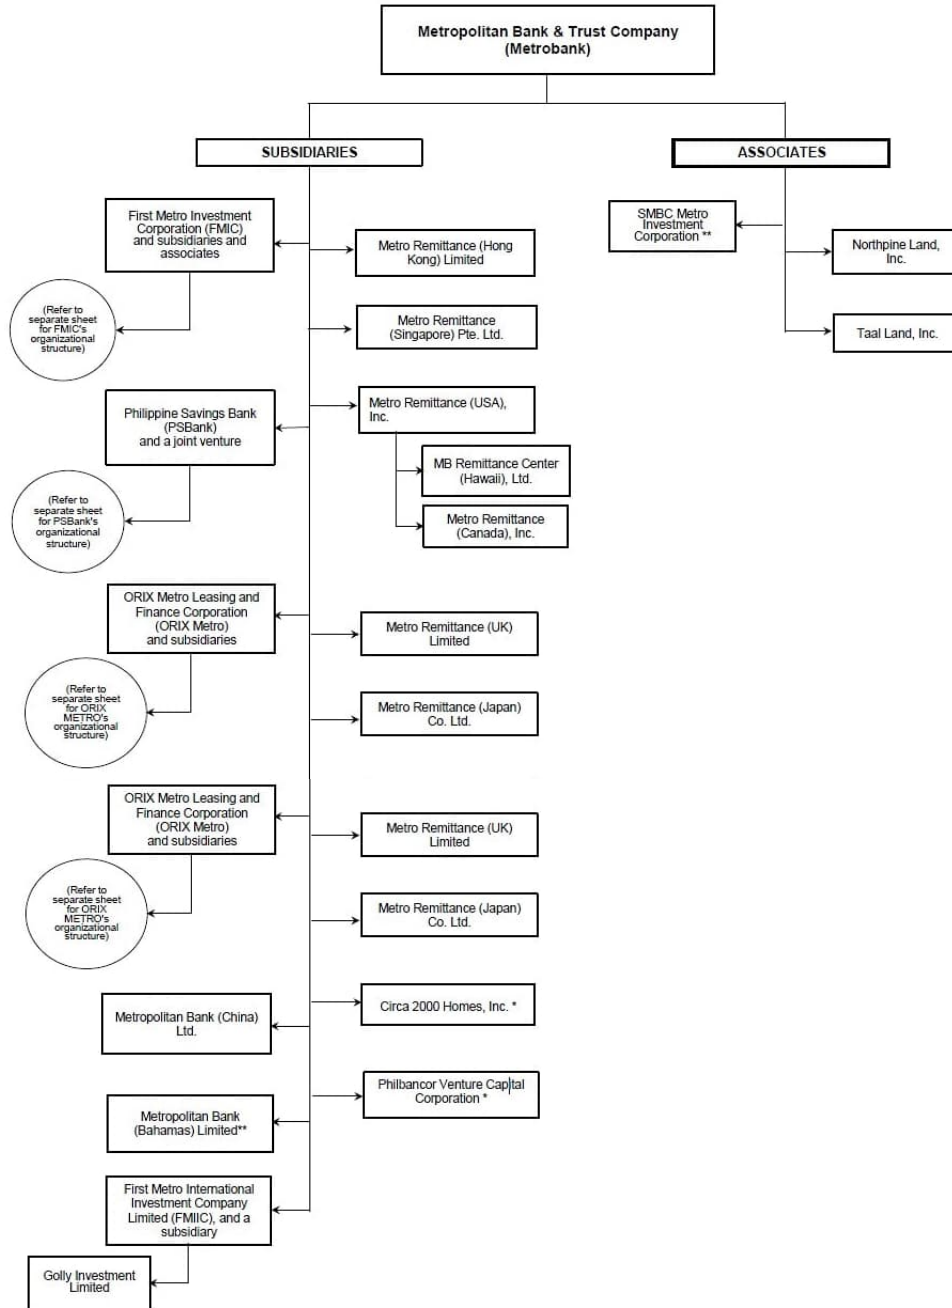 Metropolitan Bank & Trust Company
(Metrobank)
SUBSIDIARIES
ASSOCIATES
First Metro Investment
Corporation (FMIC)
and subsidiaries and
associates
Metro Remittance (Hong
Kong) Limited
SMBC Metro
Investment
Corporation **
Northpine Land,
Inc.
(Refer to
separate sheet
for FMIC's
organizational
structure)
Metro Remittance
(Singapore) Pte. Ltd.
Taal Land, Inc.
Philippine Savings Bank
(PSBank)
and a joint venture
Metro Remittance (USA),
Inc.
MB Remittance Center
(Hawaii), Ltd.
(Refer to
separate sheet
for PSBank's
organizational
structure)
Metro Remittance
(Canada), Inc.
ORIX Metro Leasing and
Finance Corporation
(ORIX Metro)
and subsidiaries
Metro Remittance (UK)
Limited
(Refer to
separate sheet
for ORIX
METRO's
organizational
structure)
Metro Remittance (Japan)
Co. Ltd.
ORIX Metro Leasing and
Finance Corporation
(ORIX Metro)
and subsidiaries
Metro Remittance (UK)
Limited
(Refer to
separate sheet
for ORIX
METRO's
organizational
structure)
Metro Remittance (Japan)
Co. Ltd.
Metropolitan Bank (China)
Ltd.
Circa 2000 Homes, Inc. *
Philbancor Venture Capital
Corporation *
Metropolitan Bank
(Bahamas) Limited**
First Metro International
Investment Company
Limited (FMIIC), and a
subsidiary
Golly Investment
Limited